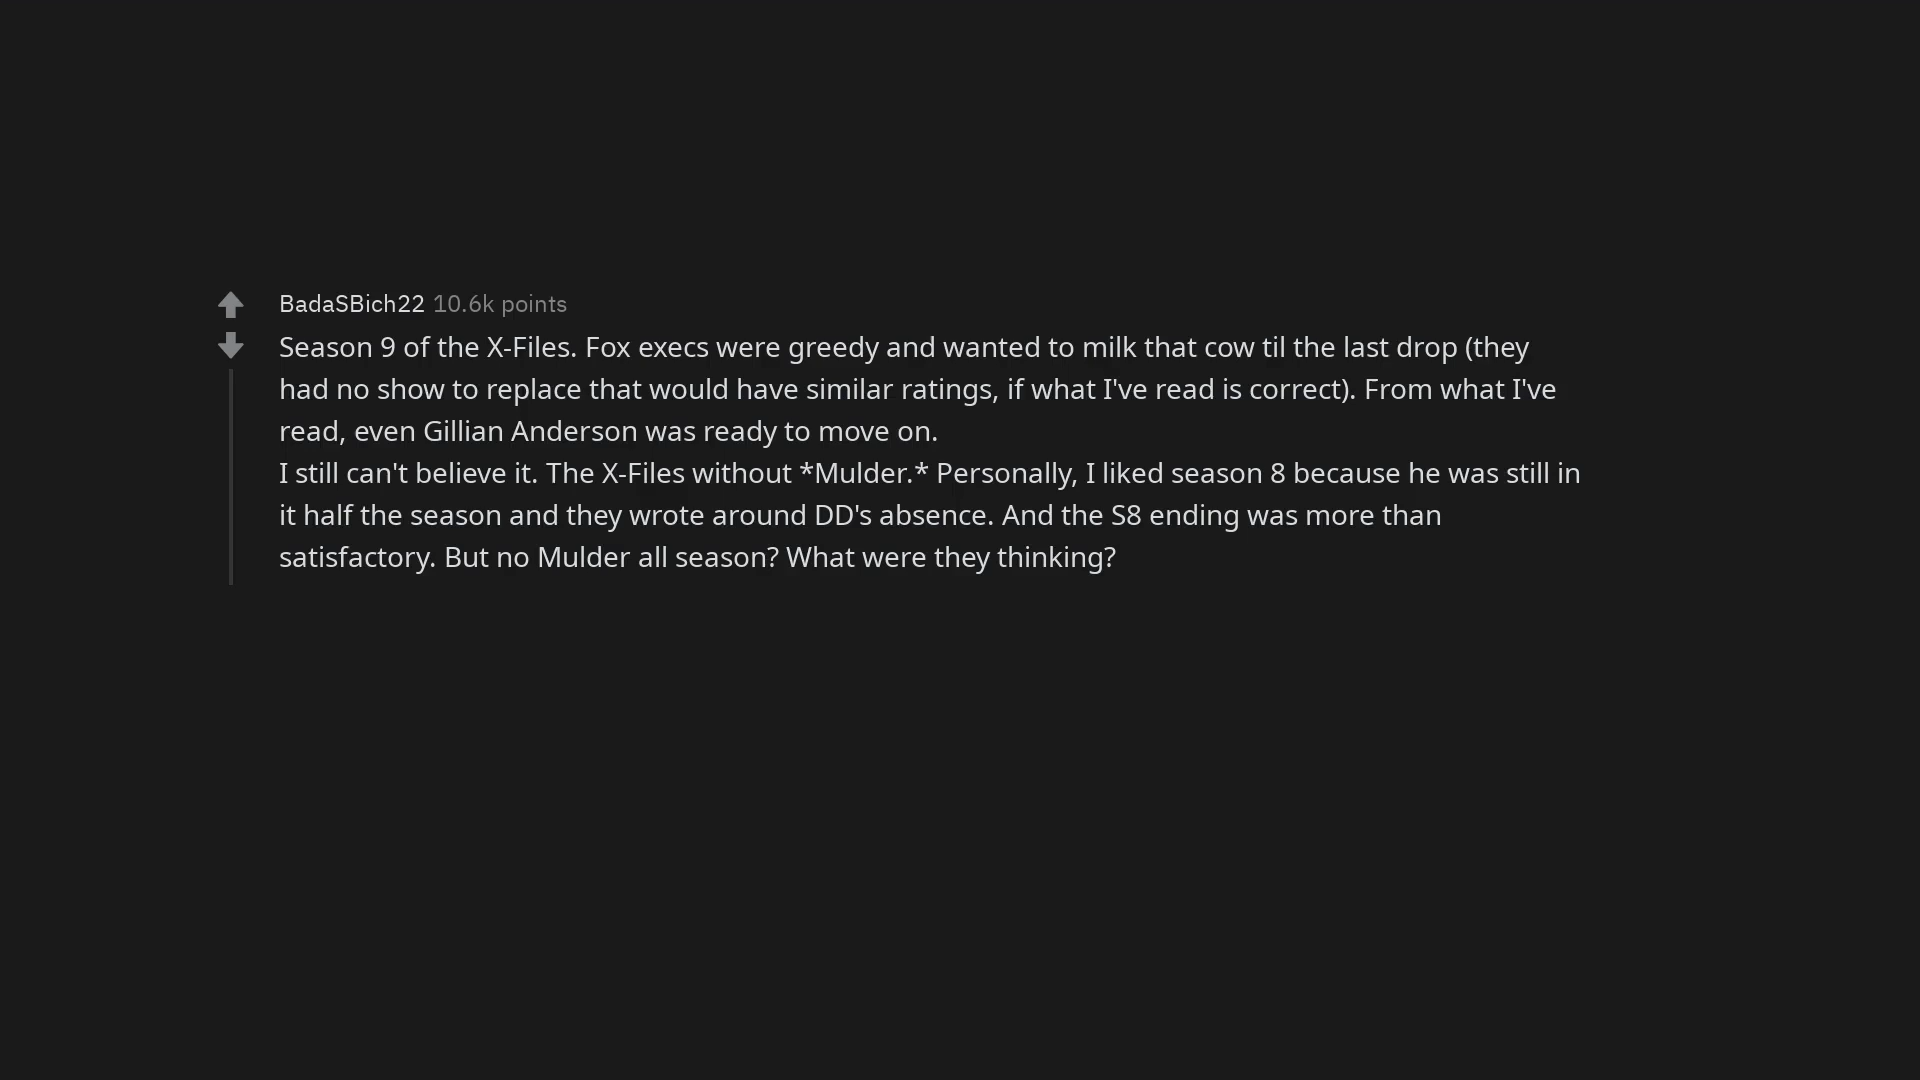 BadaSBich22 10.6k points
Season 9 of the X-Files. Fox execs were greedy and wanted to milk that cow til the last drop (they
had no show to replace that would have similar ratings, if what I've read is correct). From what I've
read, even Gillian Anderson was ready to move on.
I still can't believe it. The X-Files without *Mulder.* Personally, I liked season 8 because he was still in
it half the season and they wrote around DD's absence. And the S8 ending was more than
satisfactory. But no Mulder all season? What were they thinking?